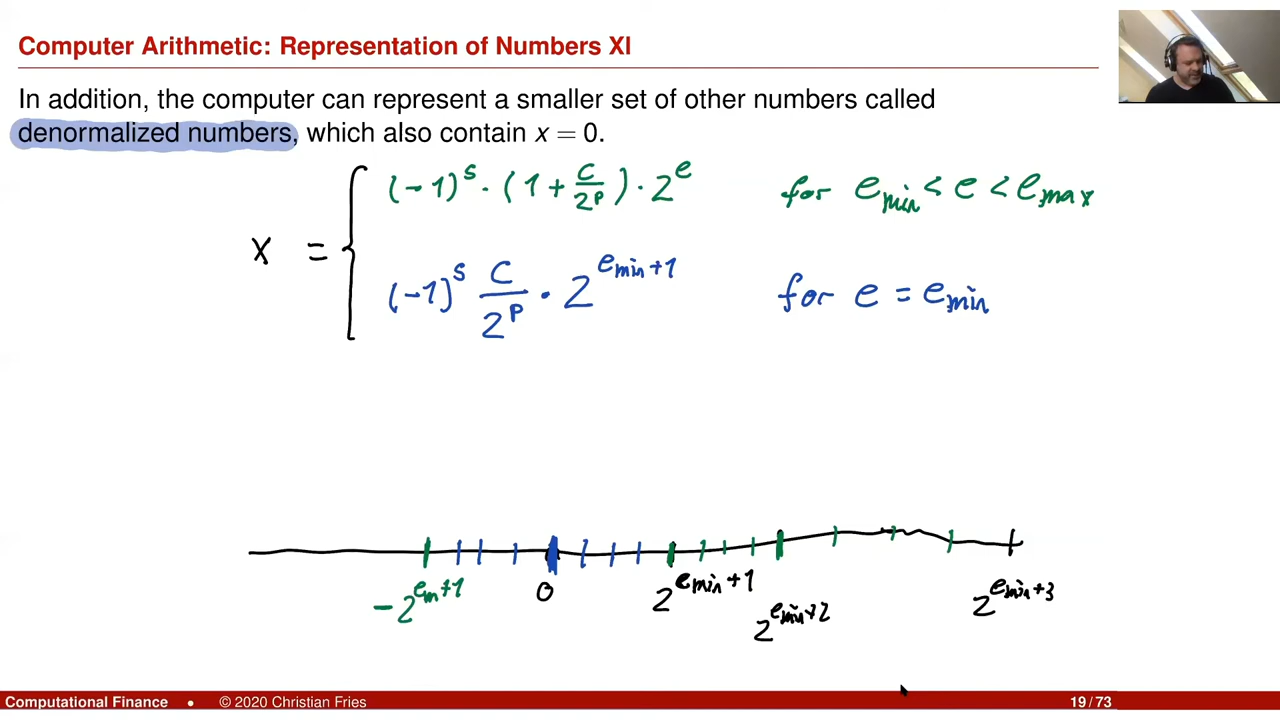 Computer Arithmetic: Representation of Numbers XI
In addition, the computer can represent a smaller set of other numbers called
denormalized numbers, which also contain x = 0.
x = { (-1)^s · (1 + c/2^p) · 2^e for e_min < e < e_max
(-1)^s c/2^p · 2^(e_min+1) for e = e_min
-2^(e_m+1) 0 2^(e_min+1) 2^(e_min+2) 2^(e_min+3)
Computational Finance • © 2020 Christian Fries 19 / 73